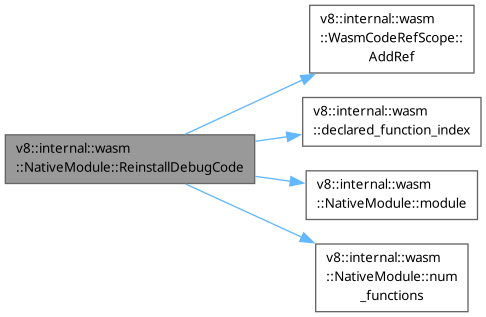 v8::internal::wasm
::NativeModule::ReinstallDebugCode
v8::internal::wasm
::WasmCodeRefScope::
AddRef
v8::internal::wasm
::declared_function_index
v8::internal::wasm
::NativeModule::module
v8::internal::wasm
::NativeModule::num
_functions